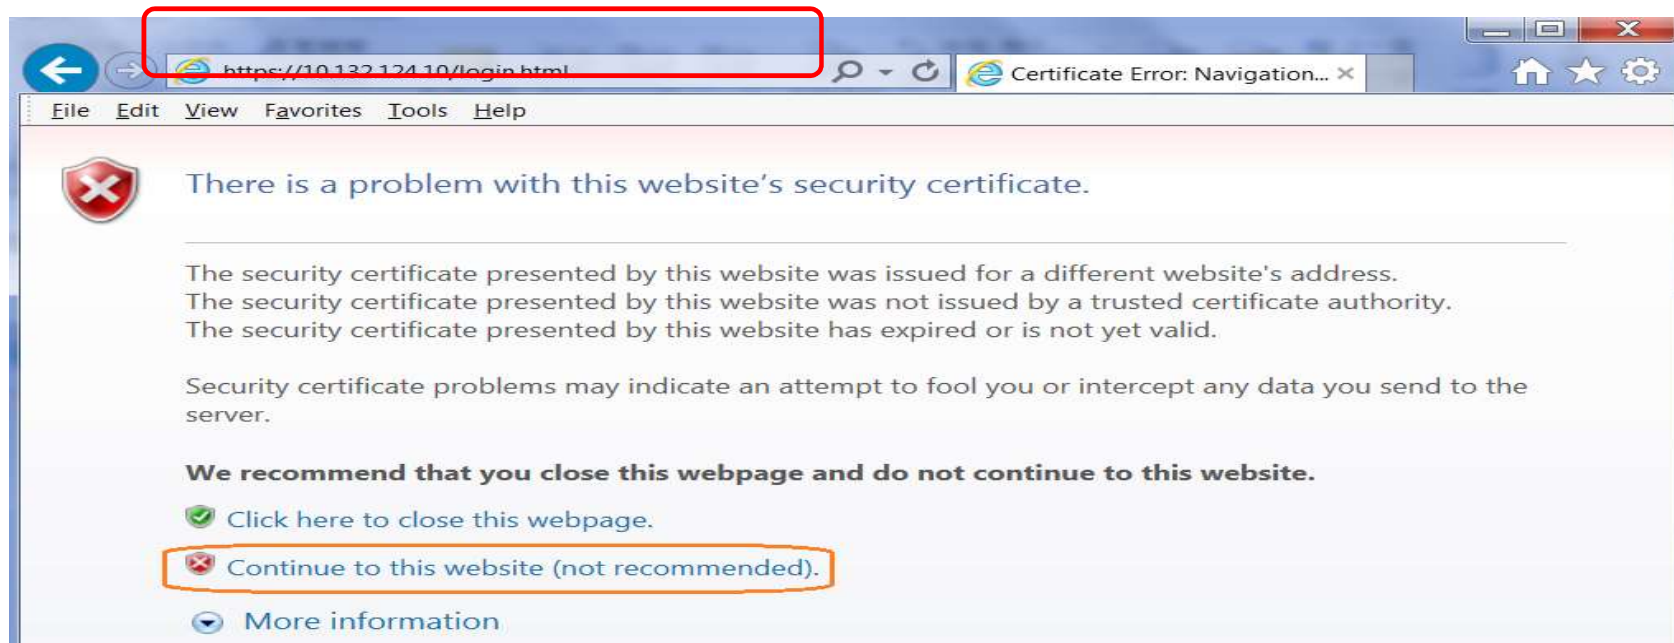 https://10.132.124.10/login.html
Certificate Error: Navigation...
File Edit View Favorites Tools Help
There is a problem with this website's security certificate.
The security certificate presented by this website was issued for a different website's address.
The security certificate presented by this website was not issued by a trusted certificate authority.
The security certificate presented by this website has expired or is not yet valid.
Security certificate problems may indicate an attempt to fool you or intercept any data you send to the
server.
We recommend that you close this webpage and do not continue to this website.
Click here to close this webpage.
Continue to this website (not recommended).
More information